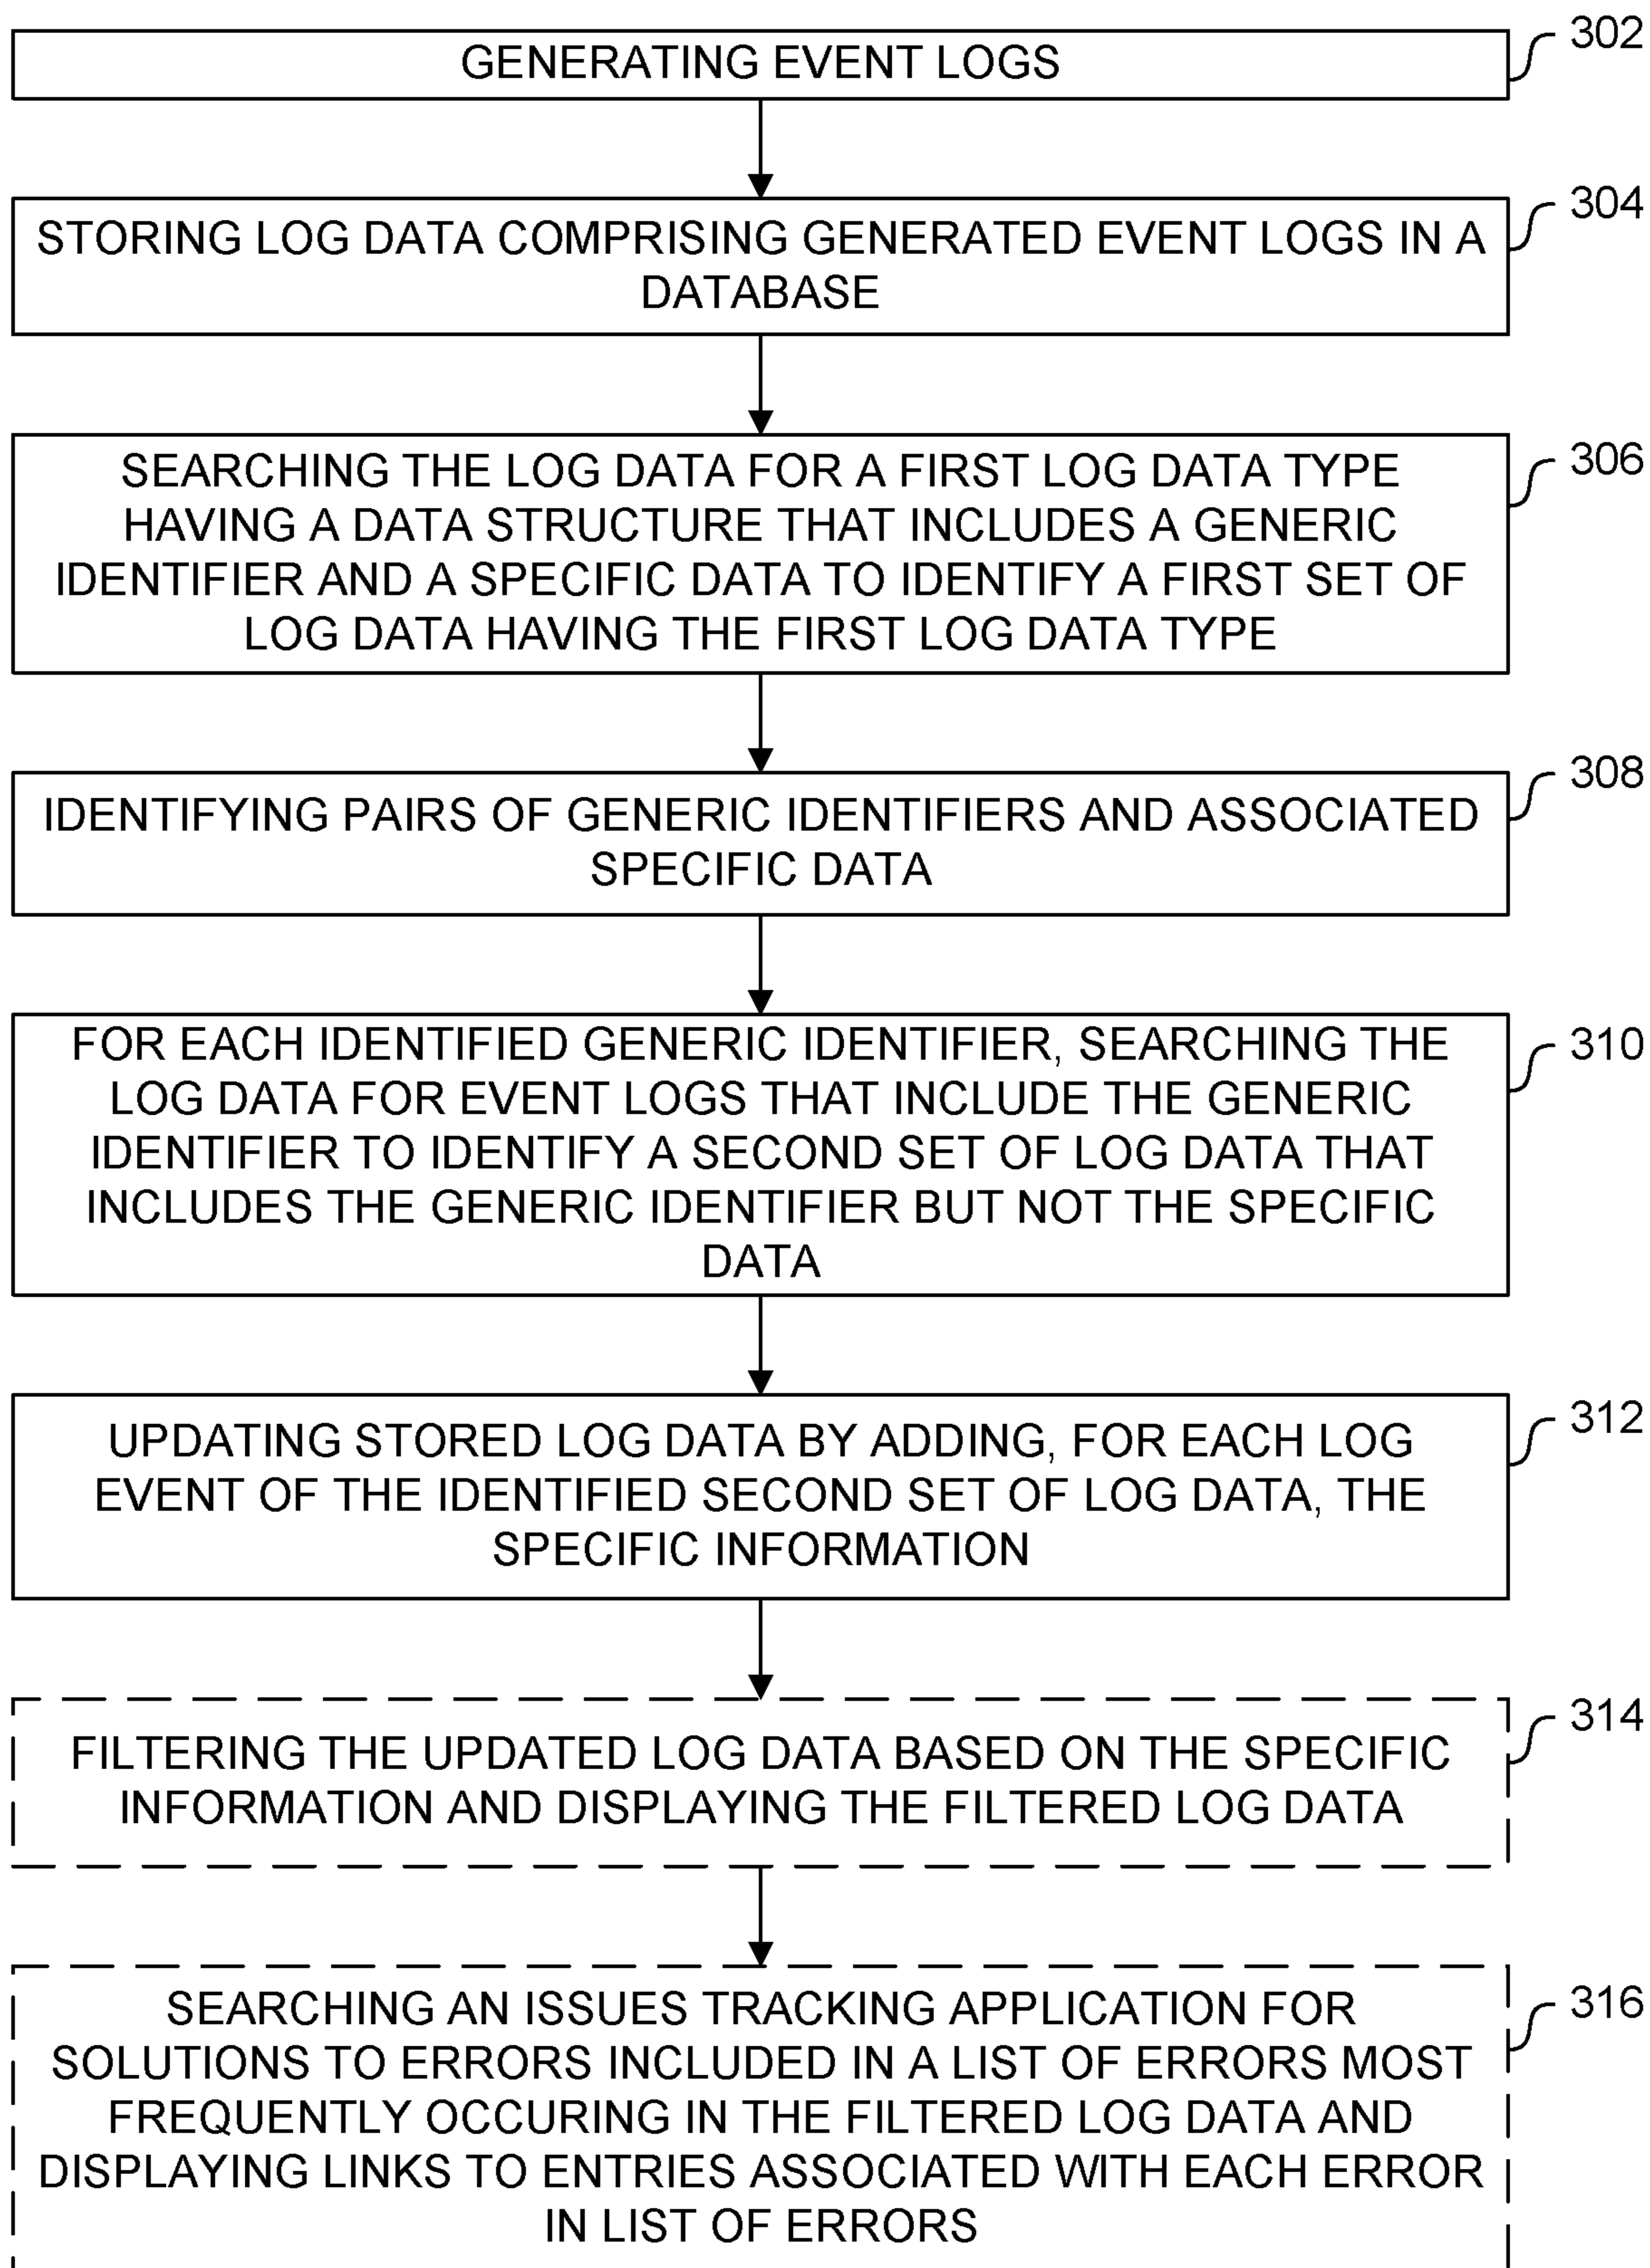 GENERATING EVENT LOGS
302
STORING LOG DATA COMPRISING GENERATED EVENT LOGS IN A
DATABASE
304
SEARCHING THE LOG DATA FOR A FIRST LOG DATA TYPE
HAVING A DATA STRUCTURE THAT INCLUDES A GENERIC
IDENTIFIER AND A SPECIFIC DATA TO IDENTIFY A FIRST SET OF
LOG DATA HAVING THE FIRST LOG DATA TYPE
306
IDENTIFYING PAIRS OF GENERIC IDENTIFIERS AND ASSOCIATED
SPECIFIC DATA
308
FOR EACH IDENTIFIED GENERIC IDENTIFIER, SEARCHING THE
LOG DATA FOR EVENT LOGS THAT INCLUDE THE GENERIC
IDENTIFIER TO IDENTIFY A SECOND SET OF LOG DATA THAT
INCLUDES THE GENERIC IDENTIFIER BUT NOT THE SPECIFIC
DATA
310
UPDATING STORED LOG DATA BY ADDING, FOR EACH LOG
EVENT OF THE IDENTIFIED SECOND SET OF LOG DATA, THE
SPECIFIC INFORMATION
312
FILTERING THE UPDATED LOG DATA BASED ON THE SPECIFIC
INFORMATION AND DISPLAYING THE FILTERED LOG DATA
314
SEARCHING AN ISSUES TRACKING APPLICATION FOR
SOLUTIONS TO ERRORS INCLUDED IN A LIST OF ERRORS MOST
FREQUENTLY OCCURING IN THE FILTERED LOG DATA AND
DISPLAYING LINKS TO ENTRIES ASSOCIATED WITH EACH ERROR
IN LIST OF ERRORS
316